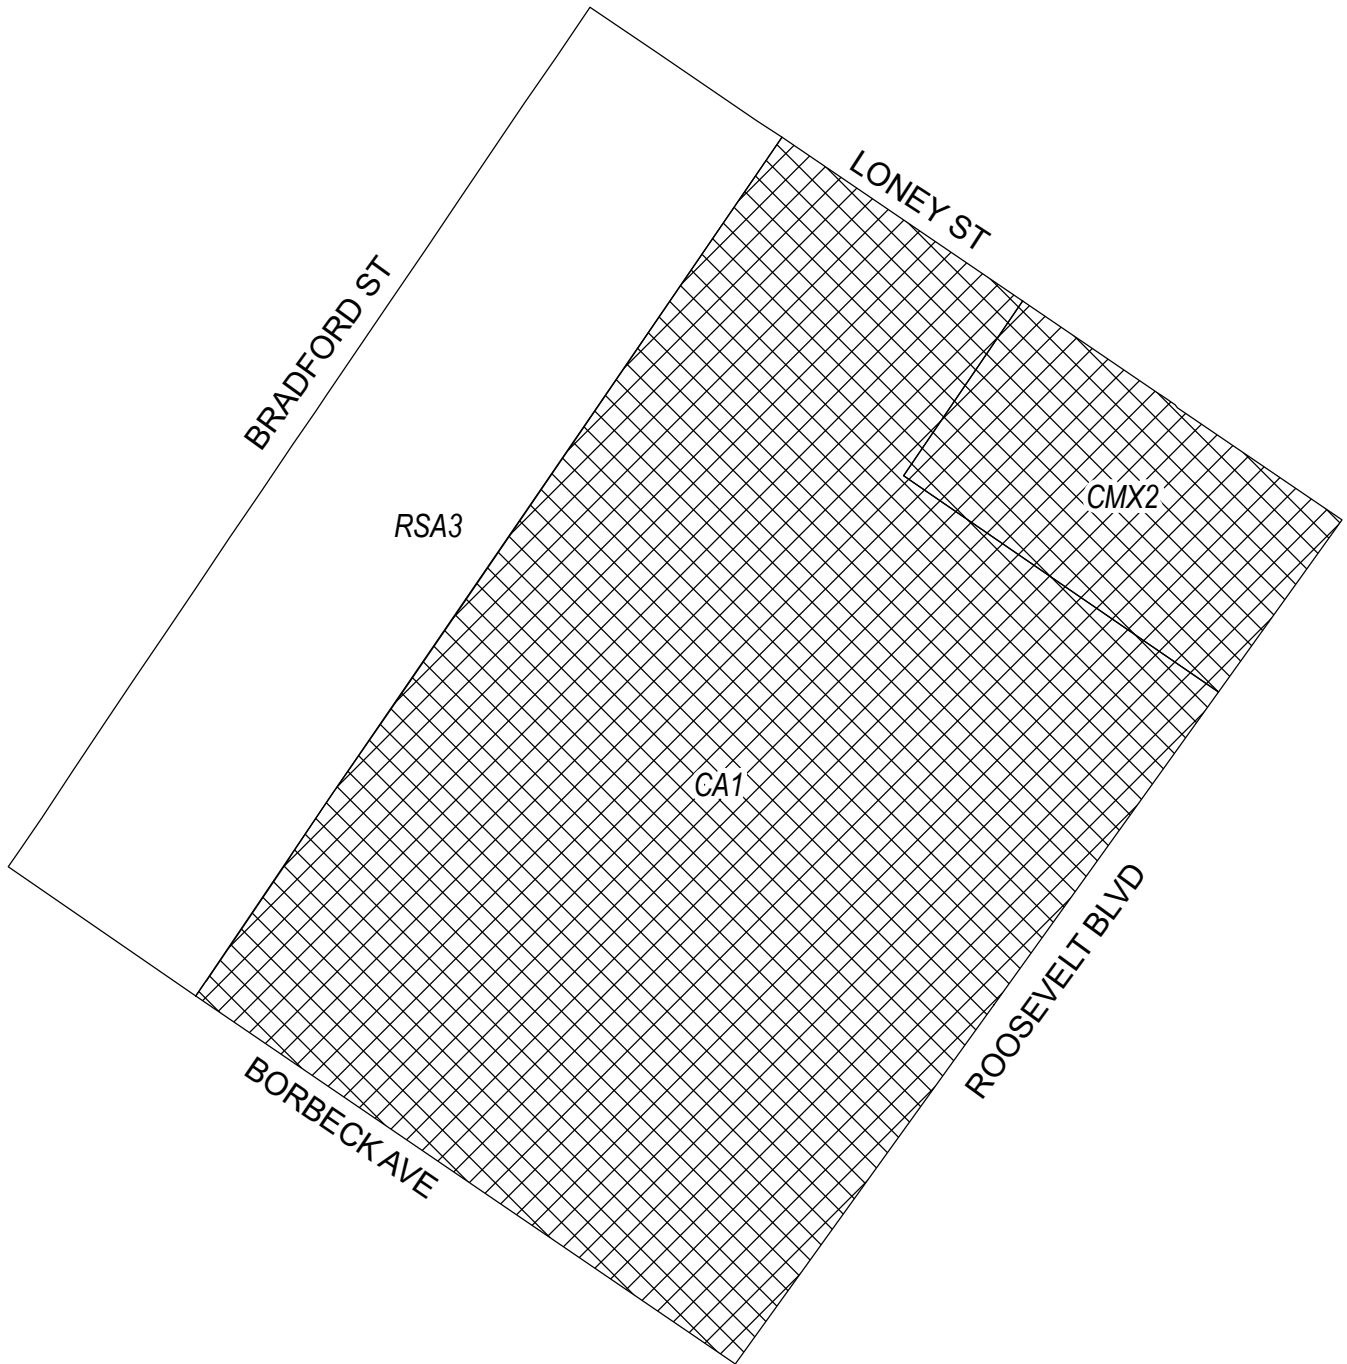 LONEY ST
BRADFORD ST
CMX2
RSA3
CA1
ROOSEVELT BLVD
BORBECK AVE